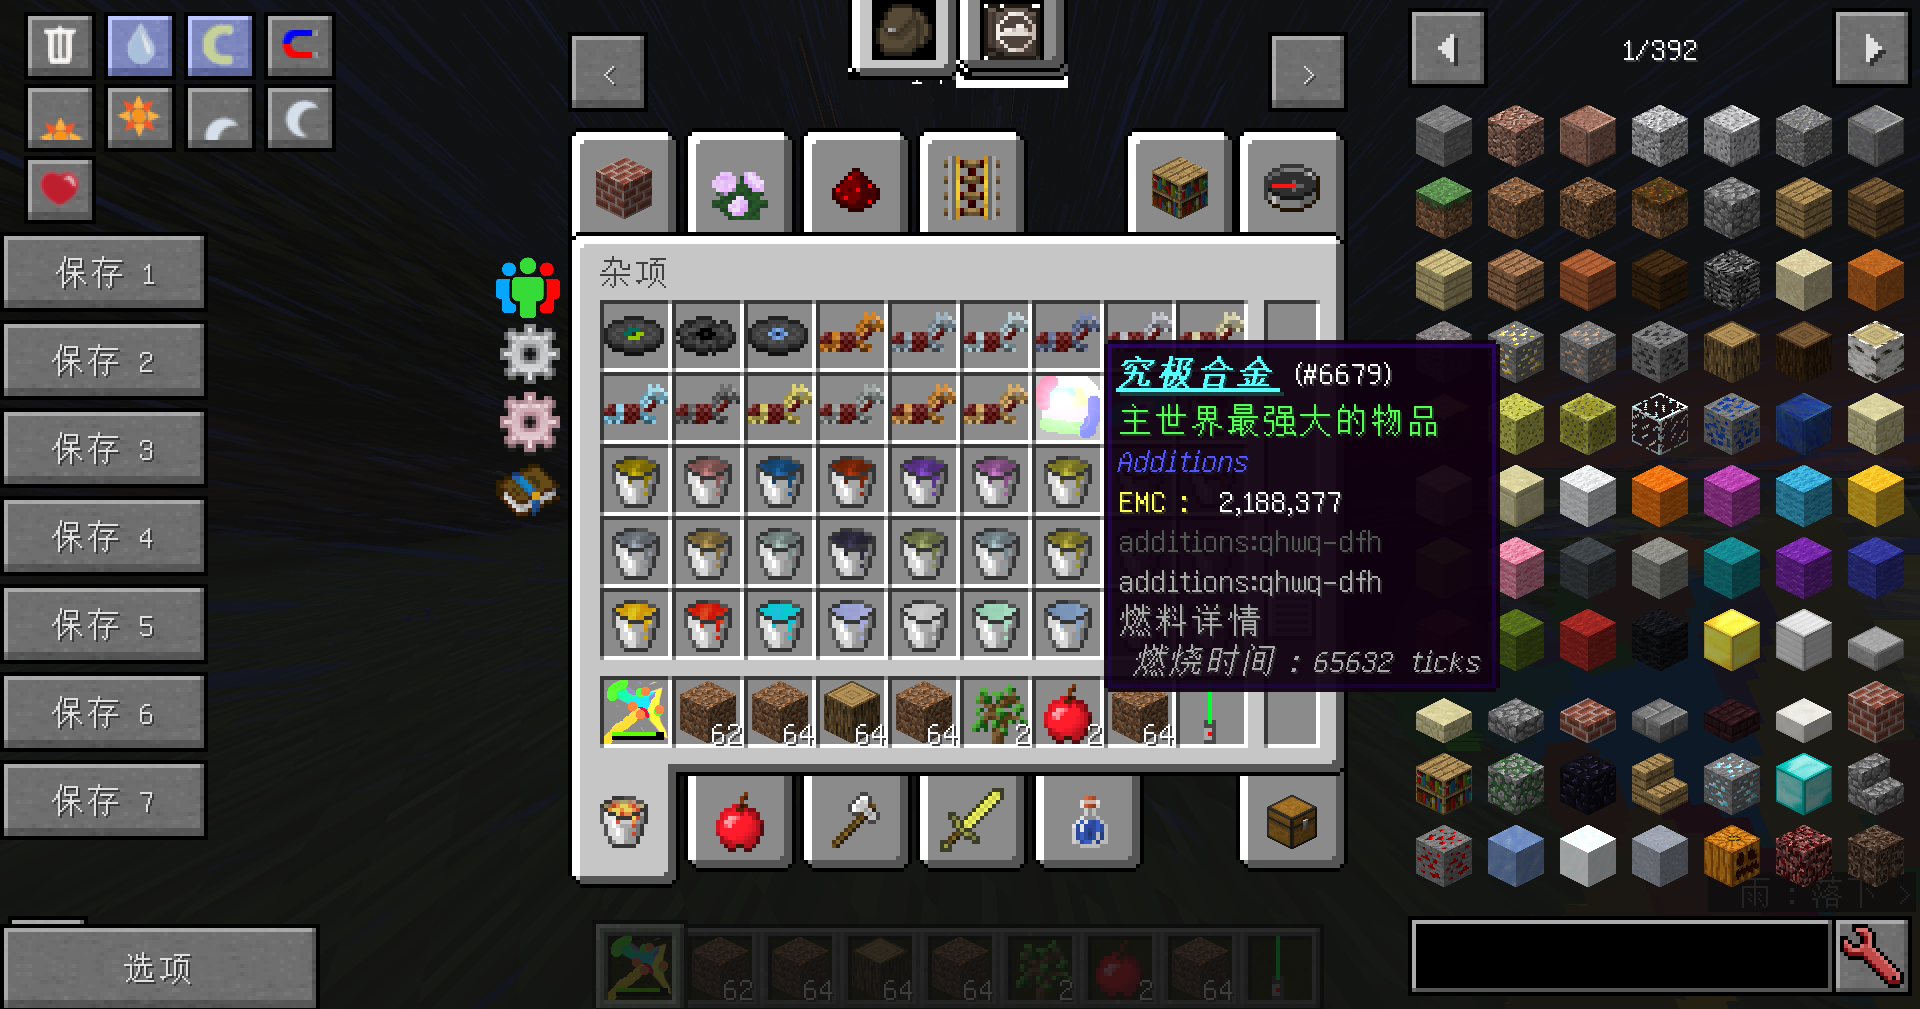 1/392
<
>
保存 1
保存 2
保存 3
保存 4
保存 5
保存 6
保存 7
选项
杂项
究极合金 (#6679)
主世界最强大的物品
Additions
EMC： 2,188,377
additions:qhwq-dfh
additions:qhwq-dfh
燃料详情
燃烧时间：65632 ticks
62
64
64
64
2
2
64
雨：落下 >
62
64
64
64
2
2
64